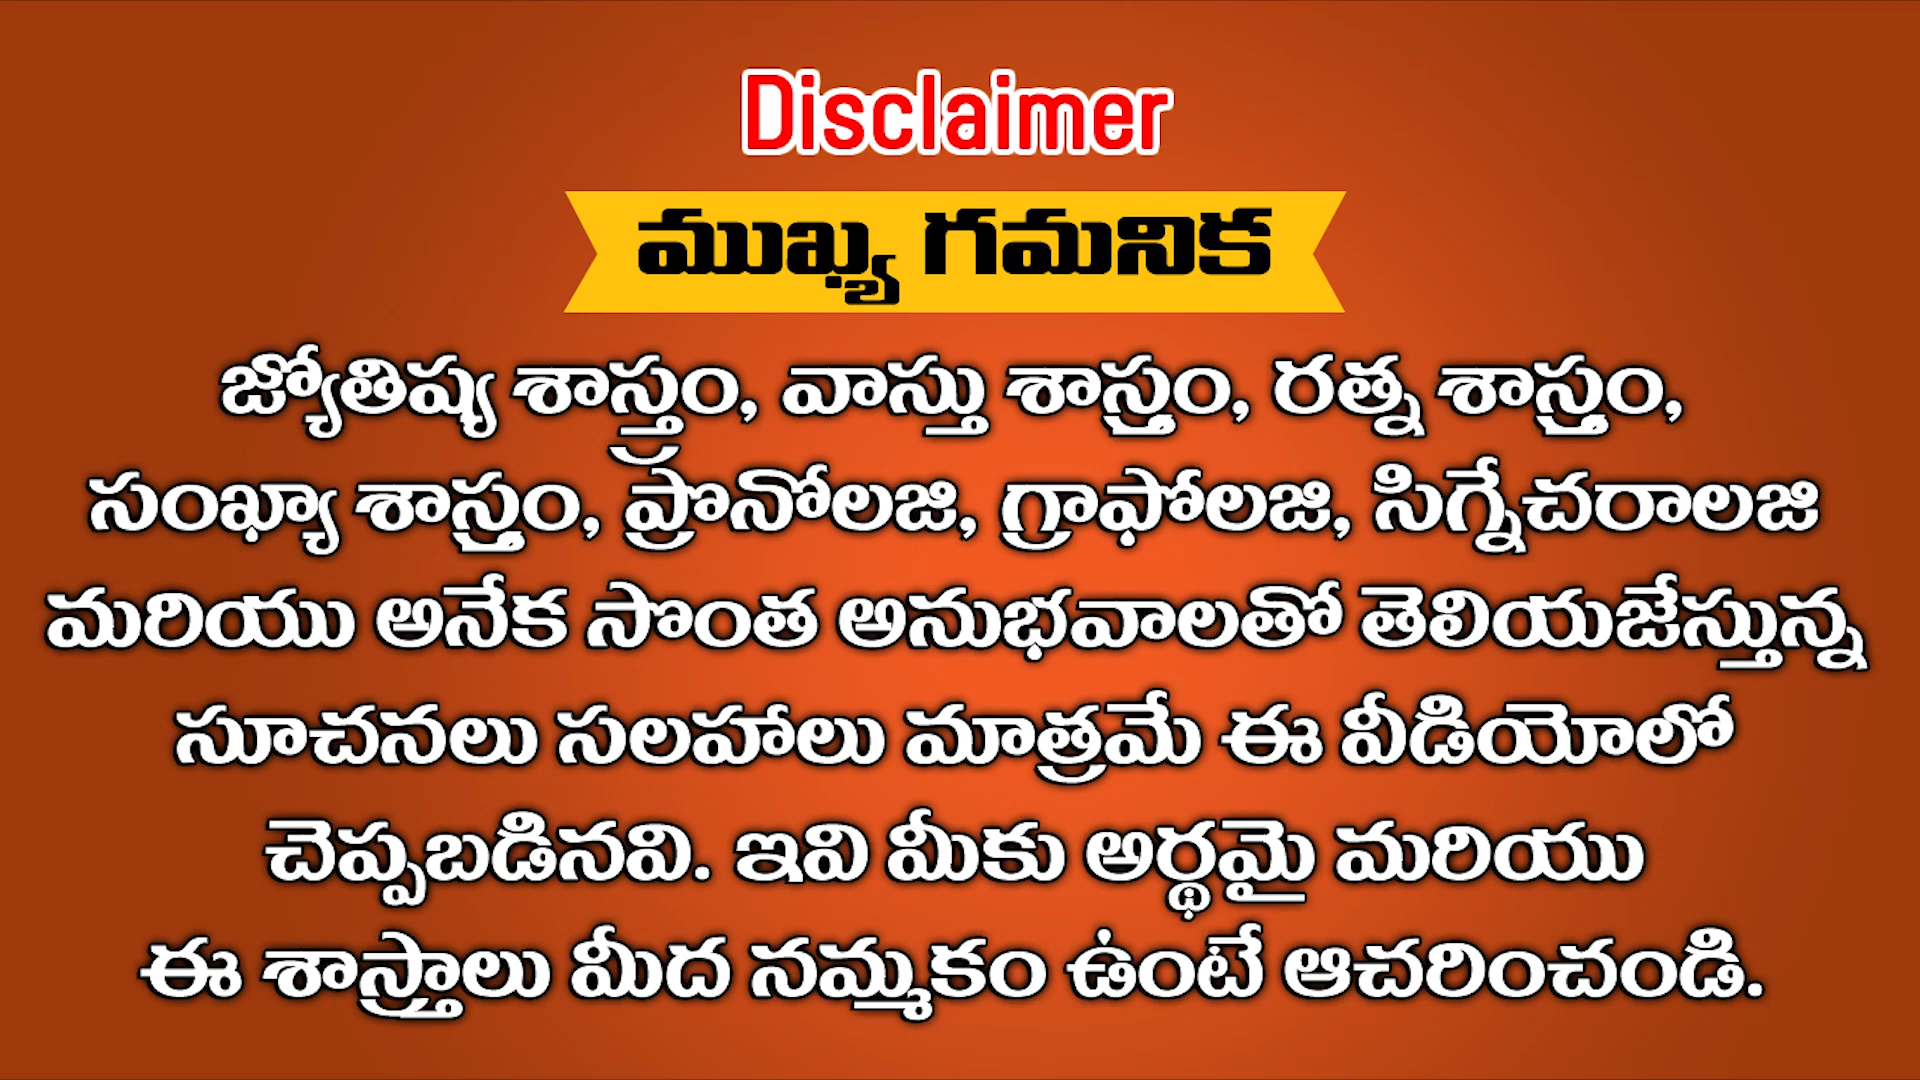 Disclaimer
ముఖ్య గమనిక
జ్యోతిష్య శాస్త్రం, వాస్తు శాస్త్రం, రత్న శాస్త్రం,
సంఖ్యా శాస్త్రం, ప్రొనోలజి, గ్రాఫోలజి, సిగ్నేచరాలజి
మరియు అనేక సొంత అనుభవాలతో తెలియజేస్తున్న
సూచనలు సలహాలు మాత్రమే ఈ వీడియోలో
చెప్పబడినవి. ఇవి మీకు అర్థమై మరియు
ఈ శాస్త్రాలు మీద నమ్మకం ఉంటే ఆచరించండి.